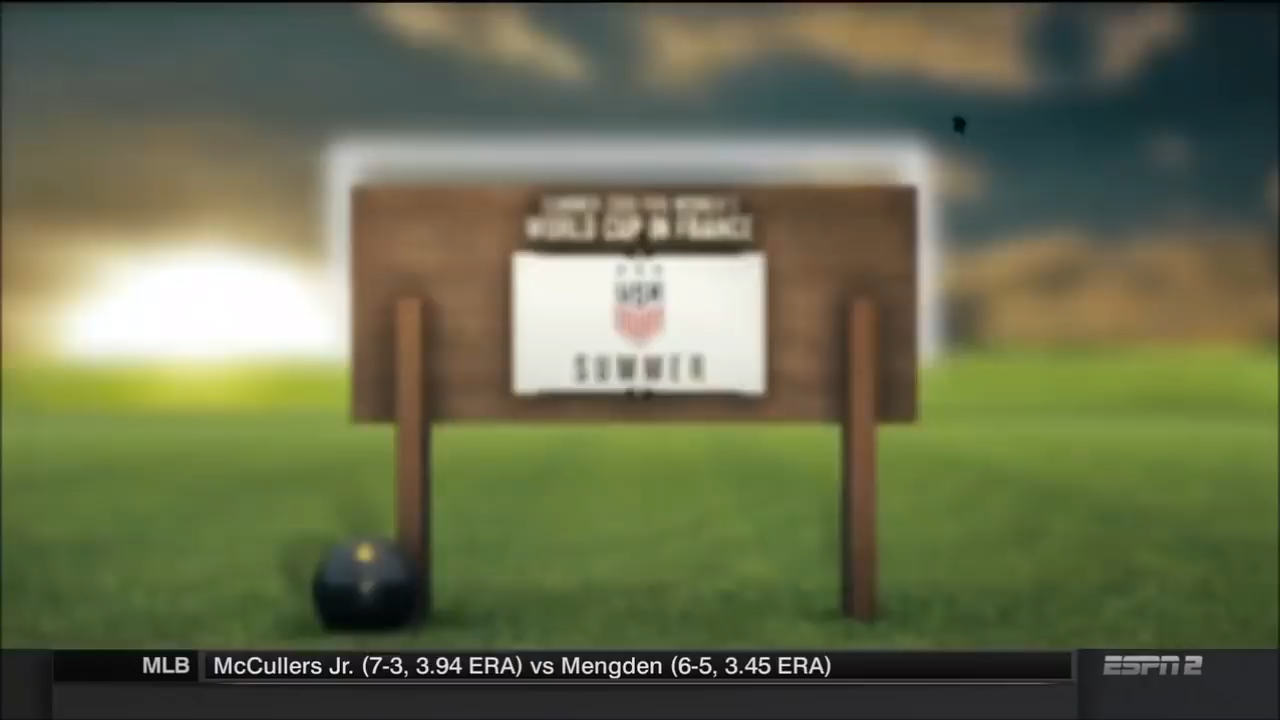 WORLD CUP IN FRANCE
USA
SUMMER
MLB
McCullers Jr. (7-3, 3.94 ERA) vs Mengden (6-5, 3.45 ERA)
ESPN2